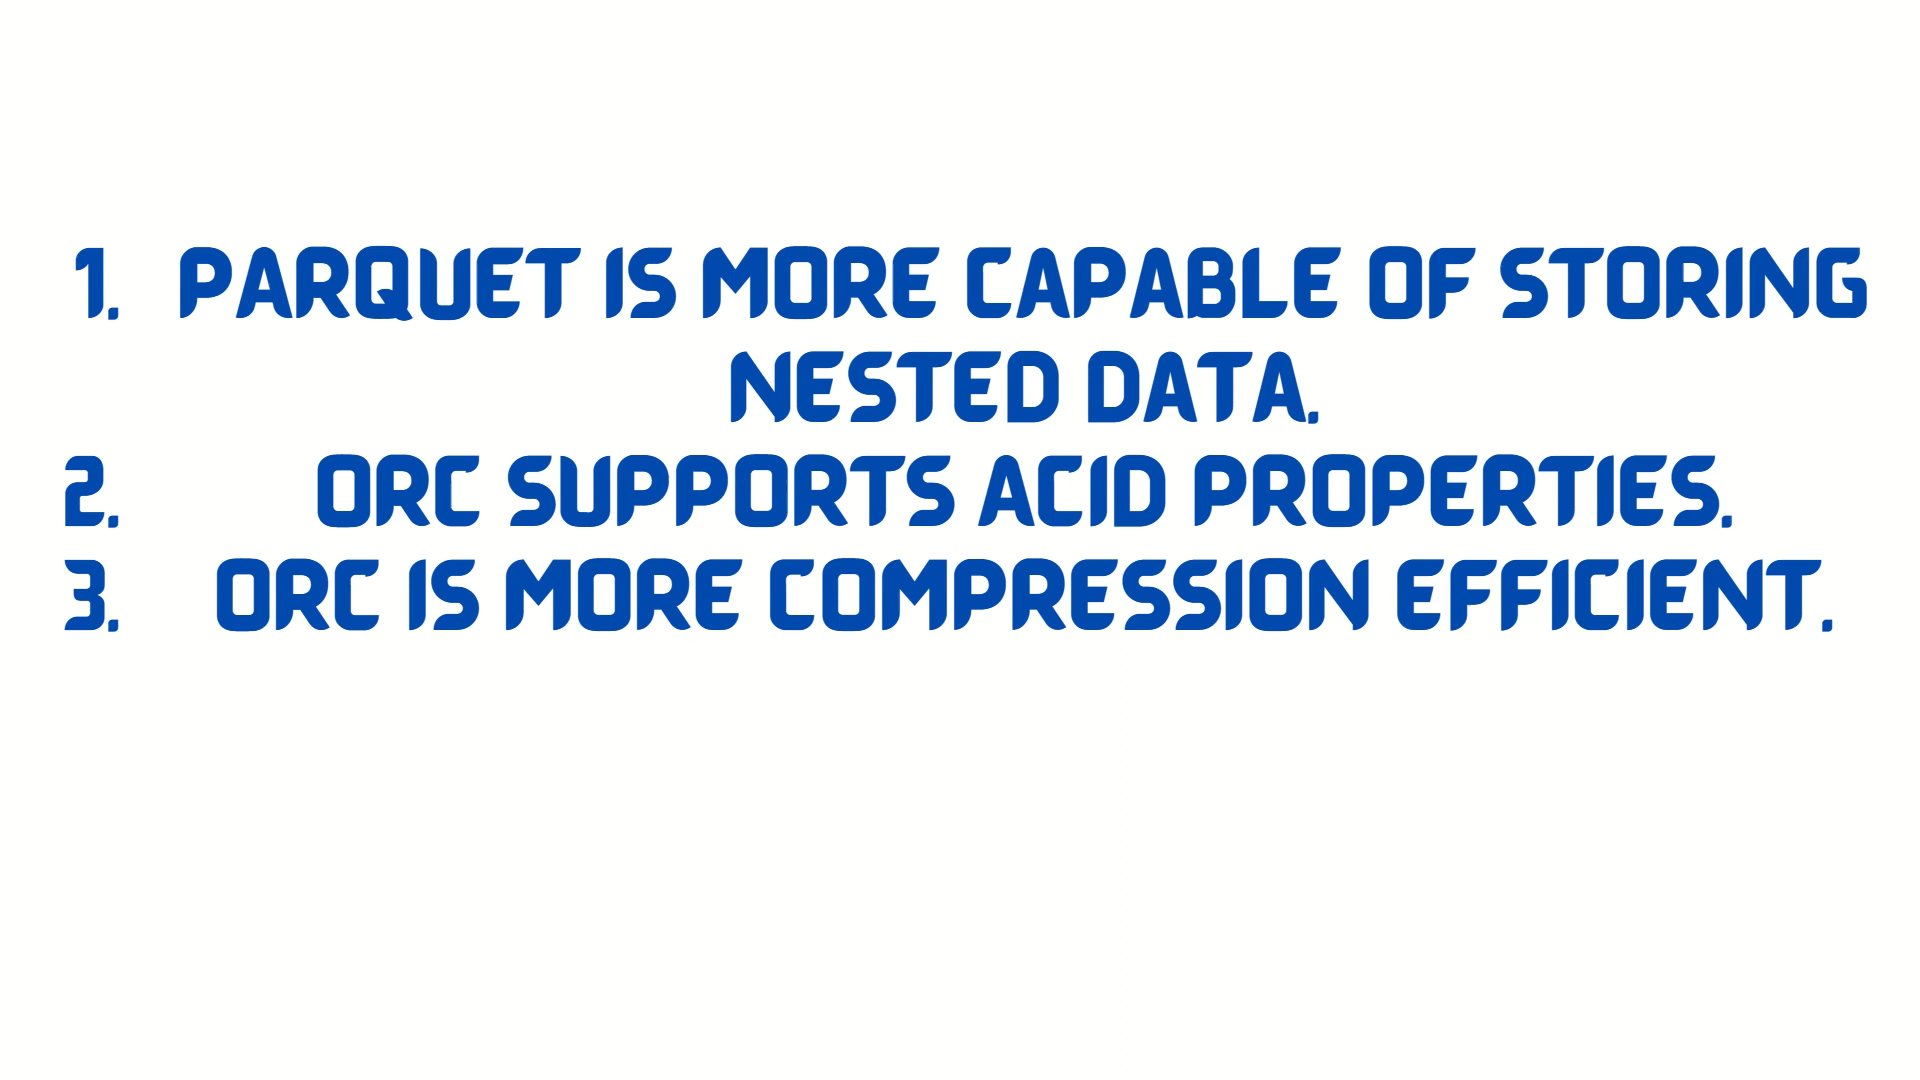 1. PARQUET IS MORE CAPABLE OF STORING
NESTED DATA.
2. ORC SUPPORTS ACID PROPERTIES.
3. ORC IS MORE COMPRESSION EFFICIENT.